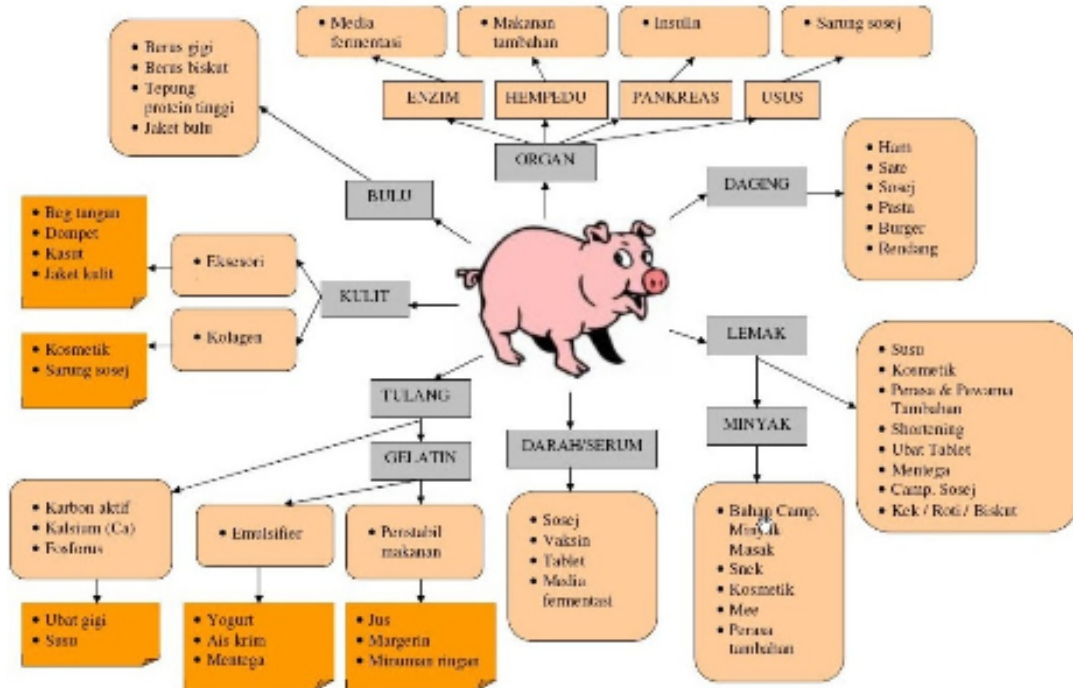 • Media
fermentasi
• Makanan
tambahan
• Insulin
• Sarung sosej
• Berus gigi
• Berus biskut
• Tepung
protein tinggi
• Jaket bulu
ENZIM
HEMPEDU
PANKREAS
USUS
ORGAN
BULU
DAGING
• Ham
• Sate
• Sosej
• Pasta
• Burger
• Rendang
• Beg tangan
• Dompet
• Kasut
• Jaket kulit
• Eksesori
KULIT
• Kolagen
• Kosmetik
• Sarung sosej
LEMAK
• Susu
• Kosmetik
• Perasa & Pewarna
Tambahan
• Shortening
• Ubat Tablet
• Mentega
• Camp. Sosej
• Kek / Roti / Biskut
TULANG
GELATIN
DARAH/SERUM
MINYAK
• Karbon aktif
• Kalsium (Ca)
• Fosforus
• Emulsifier
• Penstabil
makanan
• Sosej
• Vaksin
• Tablet
• Media
fermentasi
• Bahan Camp.
Minyak
Masak
• Snek
• Kosmetik
• Mee
• Perasa
tambahan
• Ubat gigi
• Susu
• Yogurt
• Ais krim
• Mentega
• Jus
• Margerin
• Minuman ringan